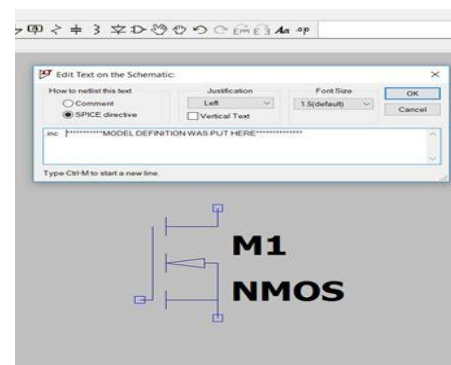 Aa .op
Edit Text on the Schematic:
How to netlist this text
Justification
Font Size
Comment
SPICE directive
Left
Vertical Text
1.5(default)
OK
Cancel
inc "**********MODEL DEFINITION WAS PUT HERE**************
Type Ctrl-M to start a new line.
M1
NMOS